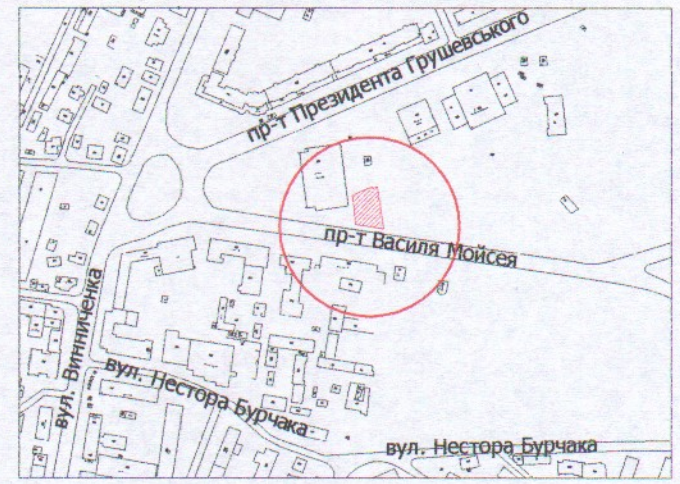 пр-т Президента Грушевського
пр-т Василя Мойсея
вул. Винниченка
вул. Нестора Бурчака
вул. Нестора Бурчака